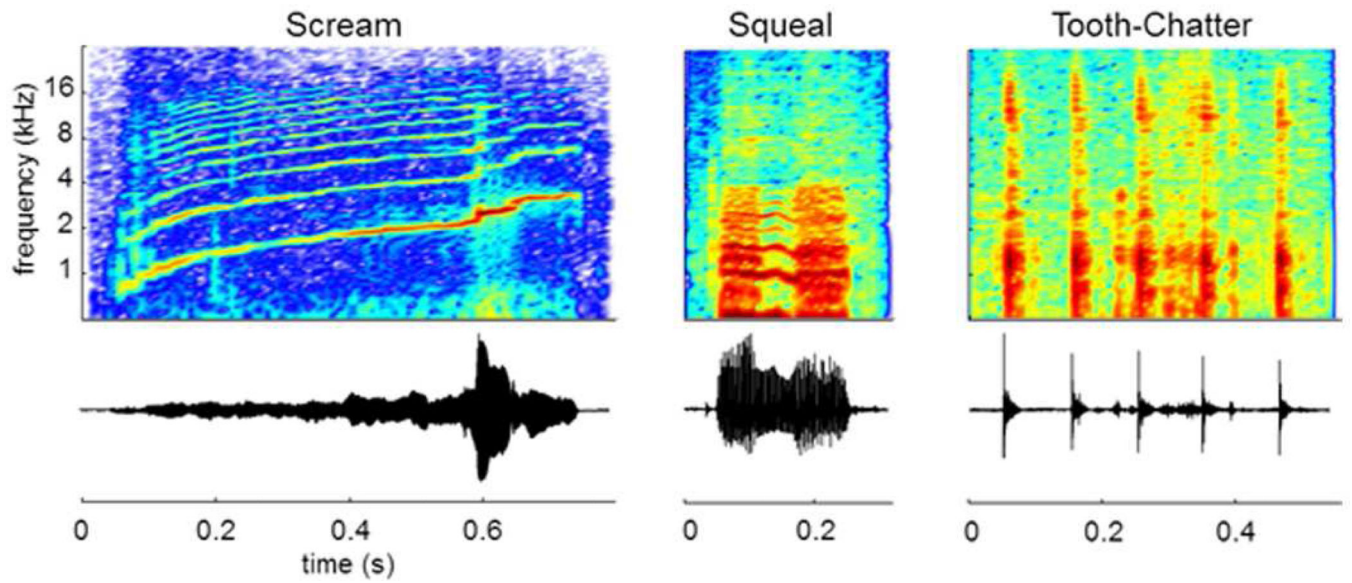 Scream
Squeal
Tooth-Chatter
frequency (kHz)
16
8
4
2
1
0 0.2 0.4 0.6
0 0.2
0 0.2 0.4
time (s)